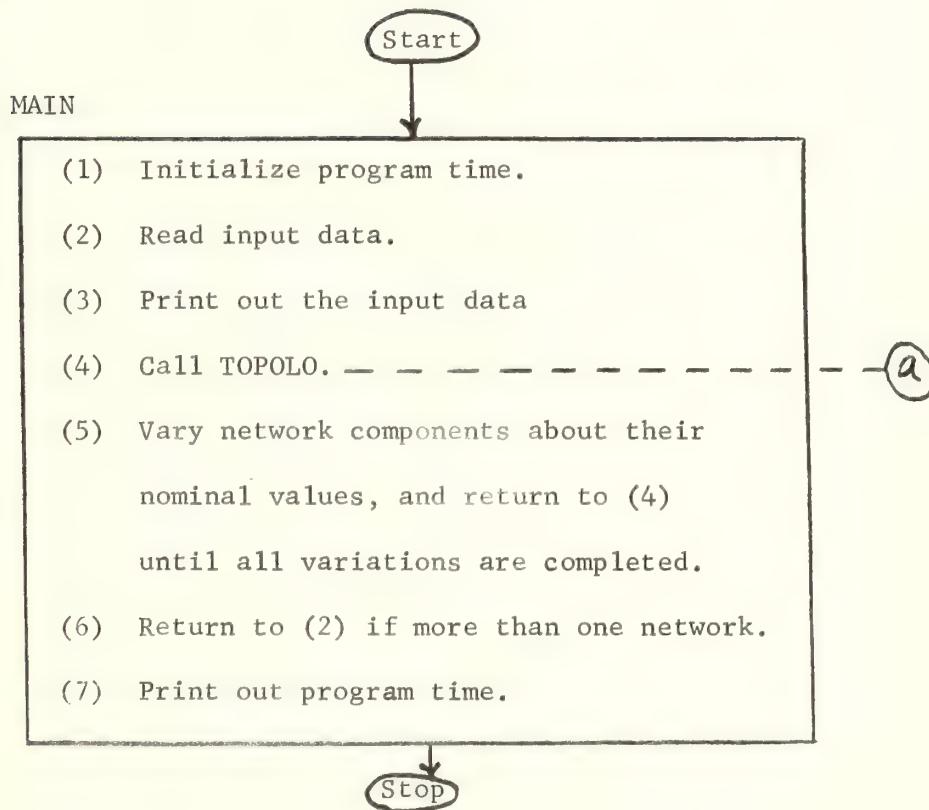 Start
MAIN
(1) Initialize program time.
(2) Read input data.
(3) Print out the input data
(4) Call TOPOLO. — — — — — — — — — — a
(5) Vary network components about their
nominal values, and return to (4)
until all variations are completed.
(6) Return to (2) if more than one network.
(7) Print out program time.
Stop